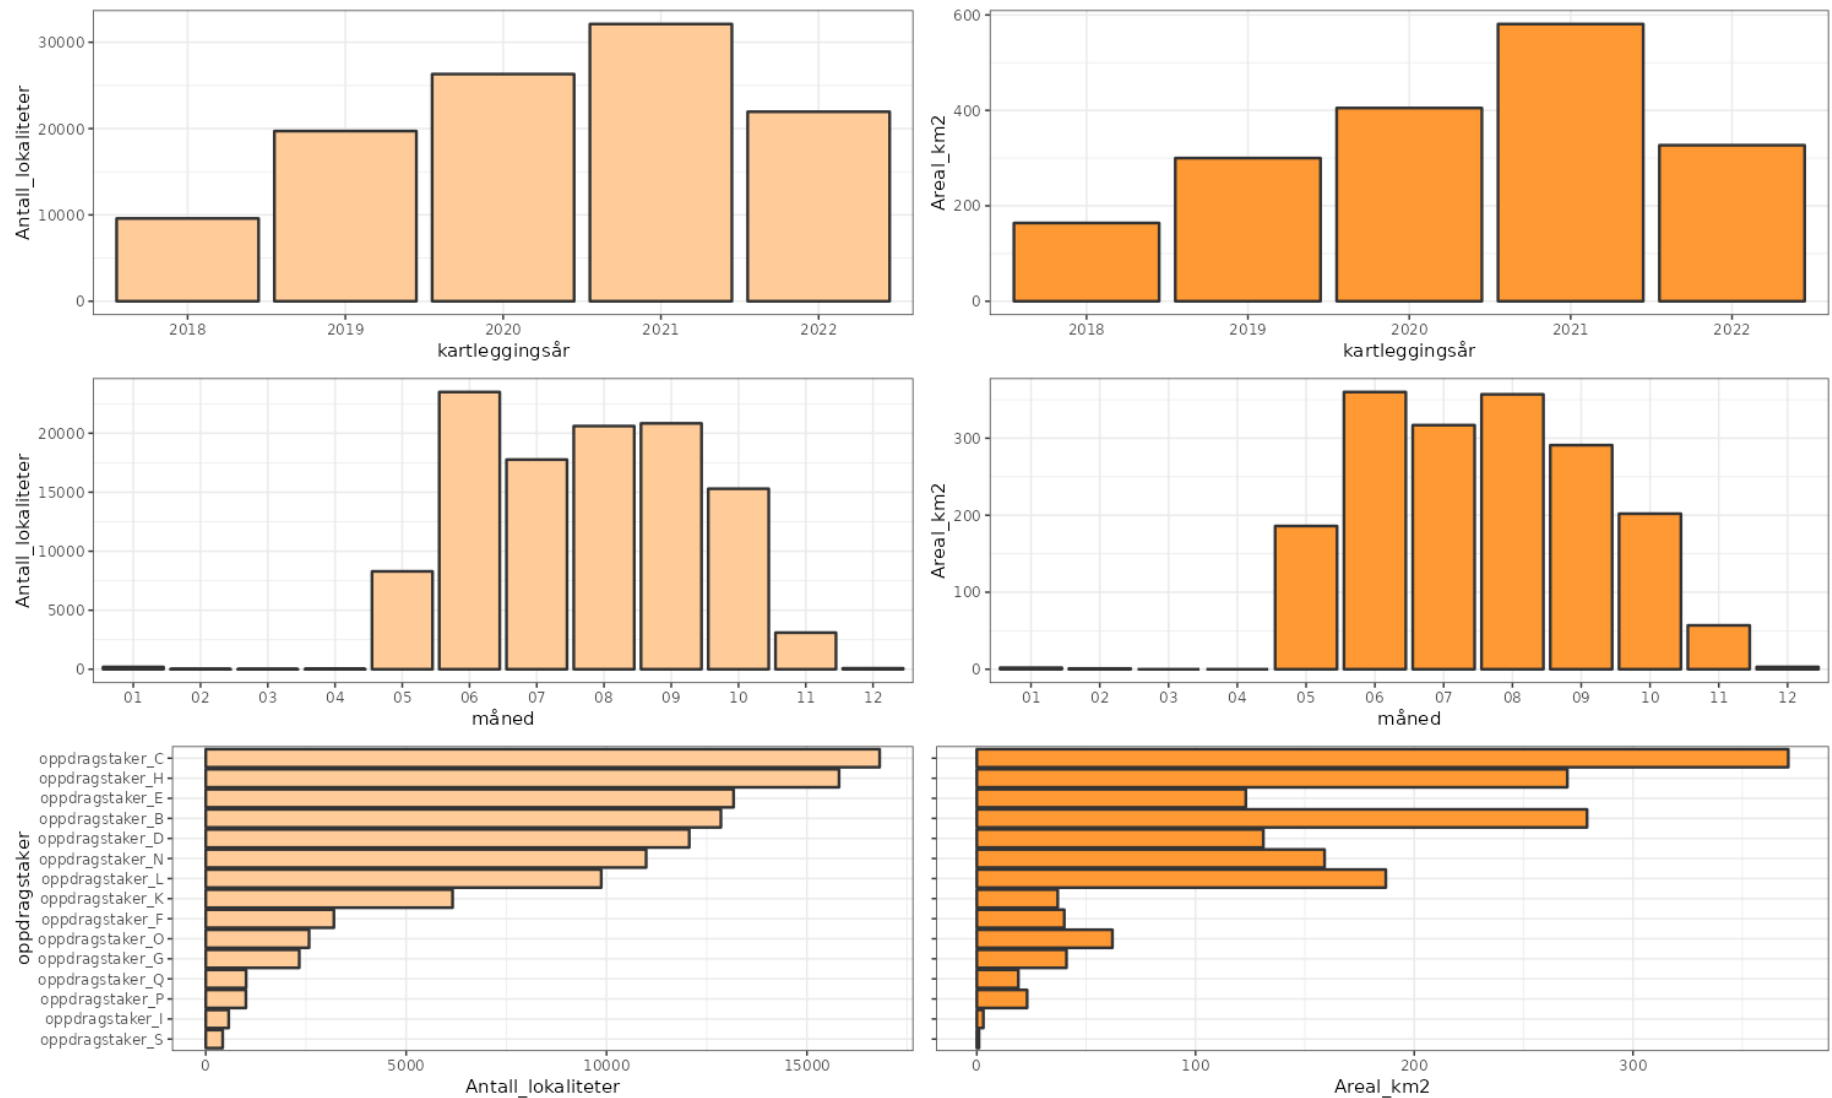 Antall_lokaliteter
30000
20000
10000
0
2018 2019 2020 2021 2022
kartleggingsår
Areal_km2
600
400
200
0
2018 2019 2020 2021 2022
kartleggingsår
Antall_lokaliteter
20000
15000
10000
5000
0
01 02 03 04 05 06 07 08 09 10 11 12
måned
Areal_km2
300
200
100
0
01 02 03 04 05 06 07 08 09 10 11 12
måned
oppdragstaker
oppdragstaker_C
oppdragstaker_H
oppdragstaker_E
oppdragstaker_B
oppdragstaker_D
oppdragstaker_N
oppdragstaker_L
oppdragstaker_K
oppdragstaker_F
oppdragstaker_O
oppdragstaker_G
oppdragstaker_Q
oppdragstaker_P
oppdragstaker_I
oppdragstaker_S
0 5000 10000 15000
Antall_lokaliteter
0 100 200 300
Areal_km2